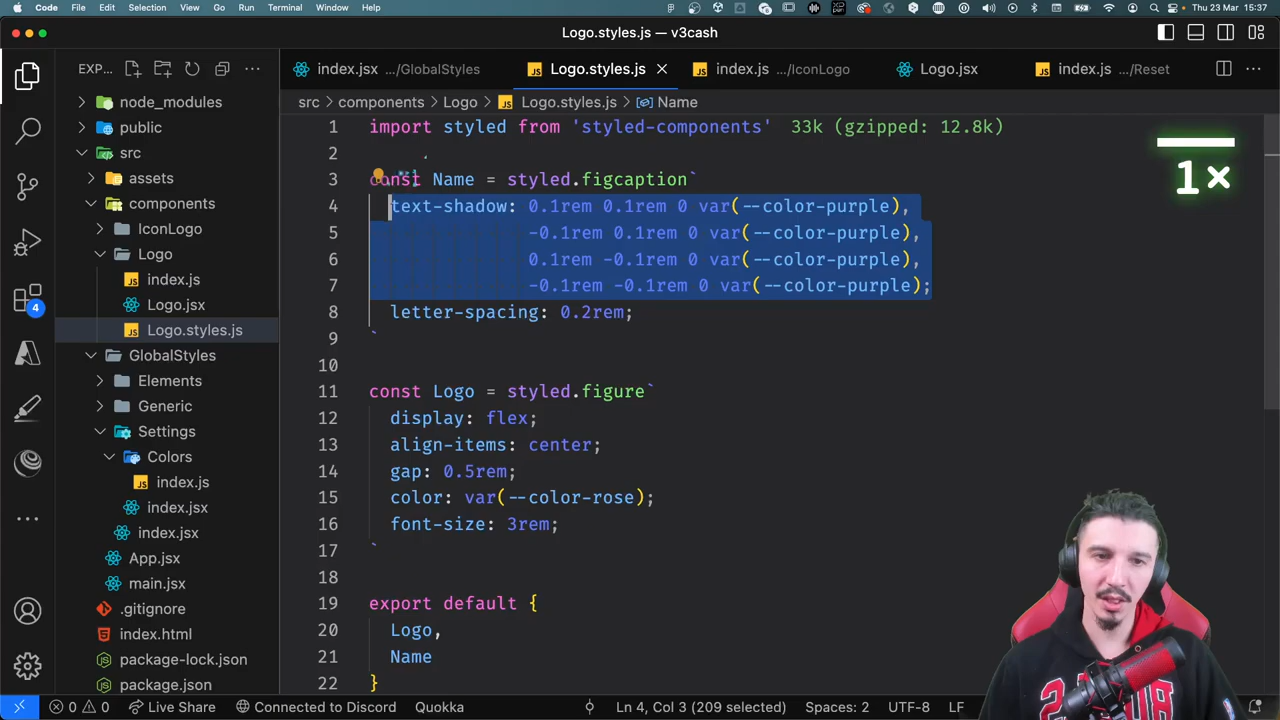 Code File Edit Selection View Go Run Terminal Window Help Thu 23 Mar 15:37
Logo.styles.js — v3cash
EXP...
index.jsx .../GlobalStyles Logo.styles.js index.js .../IconLogo Logo.jsx index.js .../Reset
src components Logo Logo.styles.js Name
node_modules
public
src
assets
components
IconLogo
Logo
index.js
Logo.jsx
Logo.styles.js
GlobalStyles
Elements
Generic
Settings
Colors
index.js
index.jsx
index.jsx
App.jsx
main.jsx
.gitignore
index.html
package-lock.json
package.json
4
1 import styled from 'styled-components' 33k (gzipped: 12.8k)
2
3 const Name = styled.figcaption`
4 text-shadow: 0.1rem 0.1rem 0 var(--color-purple),
5 -0.1rem 0.1rem 0 var(--color-purple),
6 0.1rem -0.1rem 0 var(--color-purple),
7 -0.1rem -0.1rem 0 var(--color-purple);
8 letter-spacing: 0.2rem;
9 `
10
11 const Logo = styled.figure`
12 display: flex;
13 align-items: center;
14 gap: 0.5rem;
15 color: var(--color-rose);
16 font-size: 3rem;
17 `
18
19 export default {
20 Logo,
21 Name
22 }
1×
0 0 Live Share Connected to Discord Quokka Ln 4, Col 3 (209 selected) Spaces: 2 UTF-8 LF